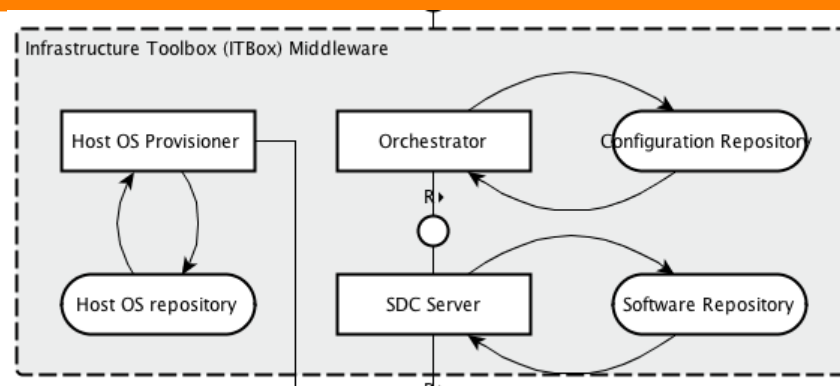 Infrastructure Toolbox (ITBox) Middleware
Host OS Provisioner
Orchestrator
Configuration Repository
R
Host OS repository
SDC Server
Software Repository